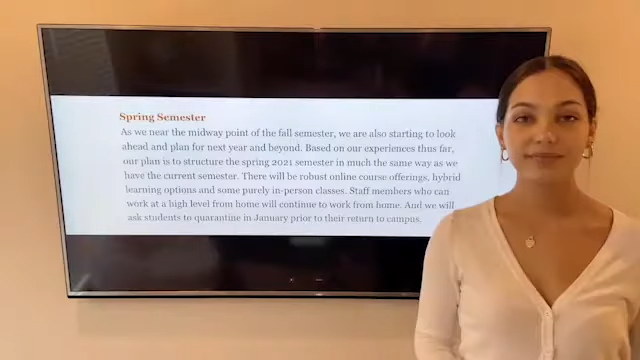 Spring Semester
As we near the midway point of the fall semester, we are also starting to look
ahead and plan for next year and beyond. Based on our experiences thus far,
our plan is to structure the spring 2021 semester in much the same way as we
have the current semester. There will be robust online course offerings, hybrid
learning options and some purely in-person classes. Staff members who can
work at a high level from home will continue to work from home. And we will
ask students to quarantine in January prior to their return to campus.